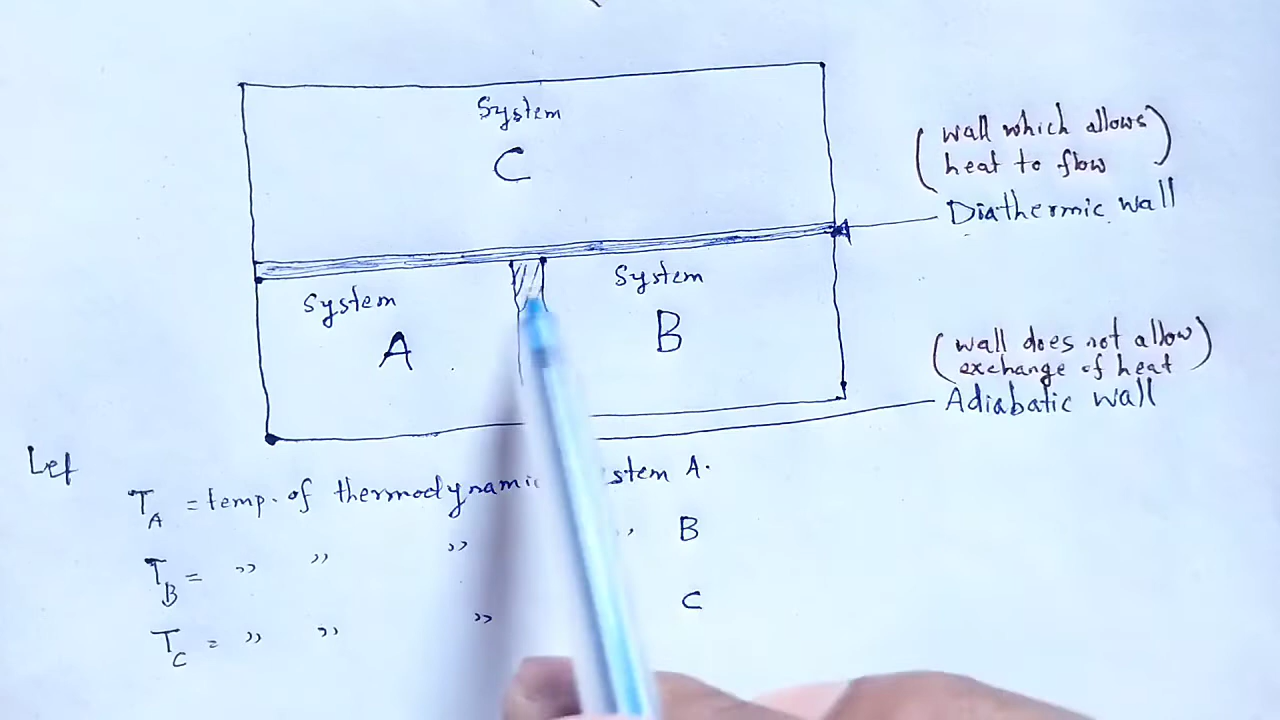 System
C
(wall which allows
heat to flow)
Diathermic wall
System
A
System
B
(wall does not allow
exchange of heat)
Adiabatic wall
Let
T_A = temp. of thermodynamic stem A.
T_B = ,, ,, ,, ,, B
T_C = ,, ,, ,, C